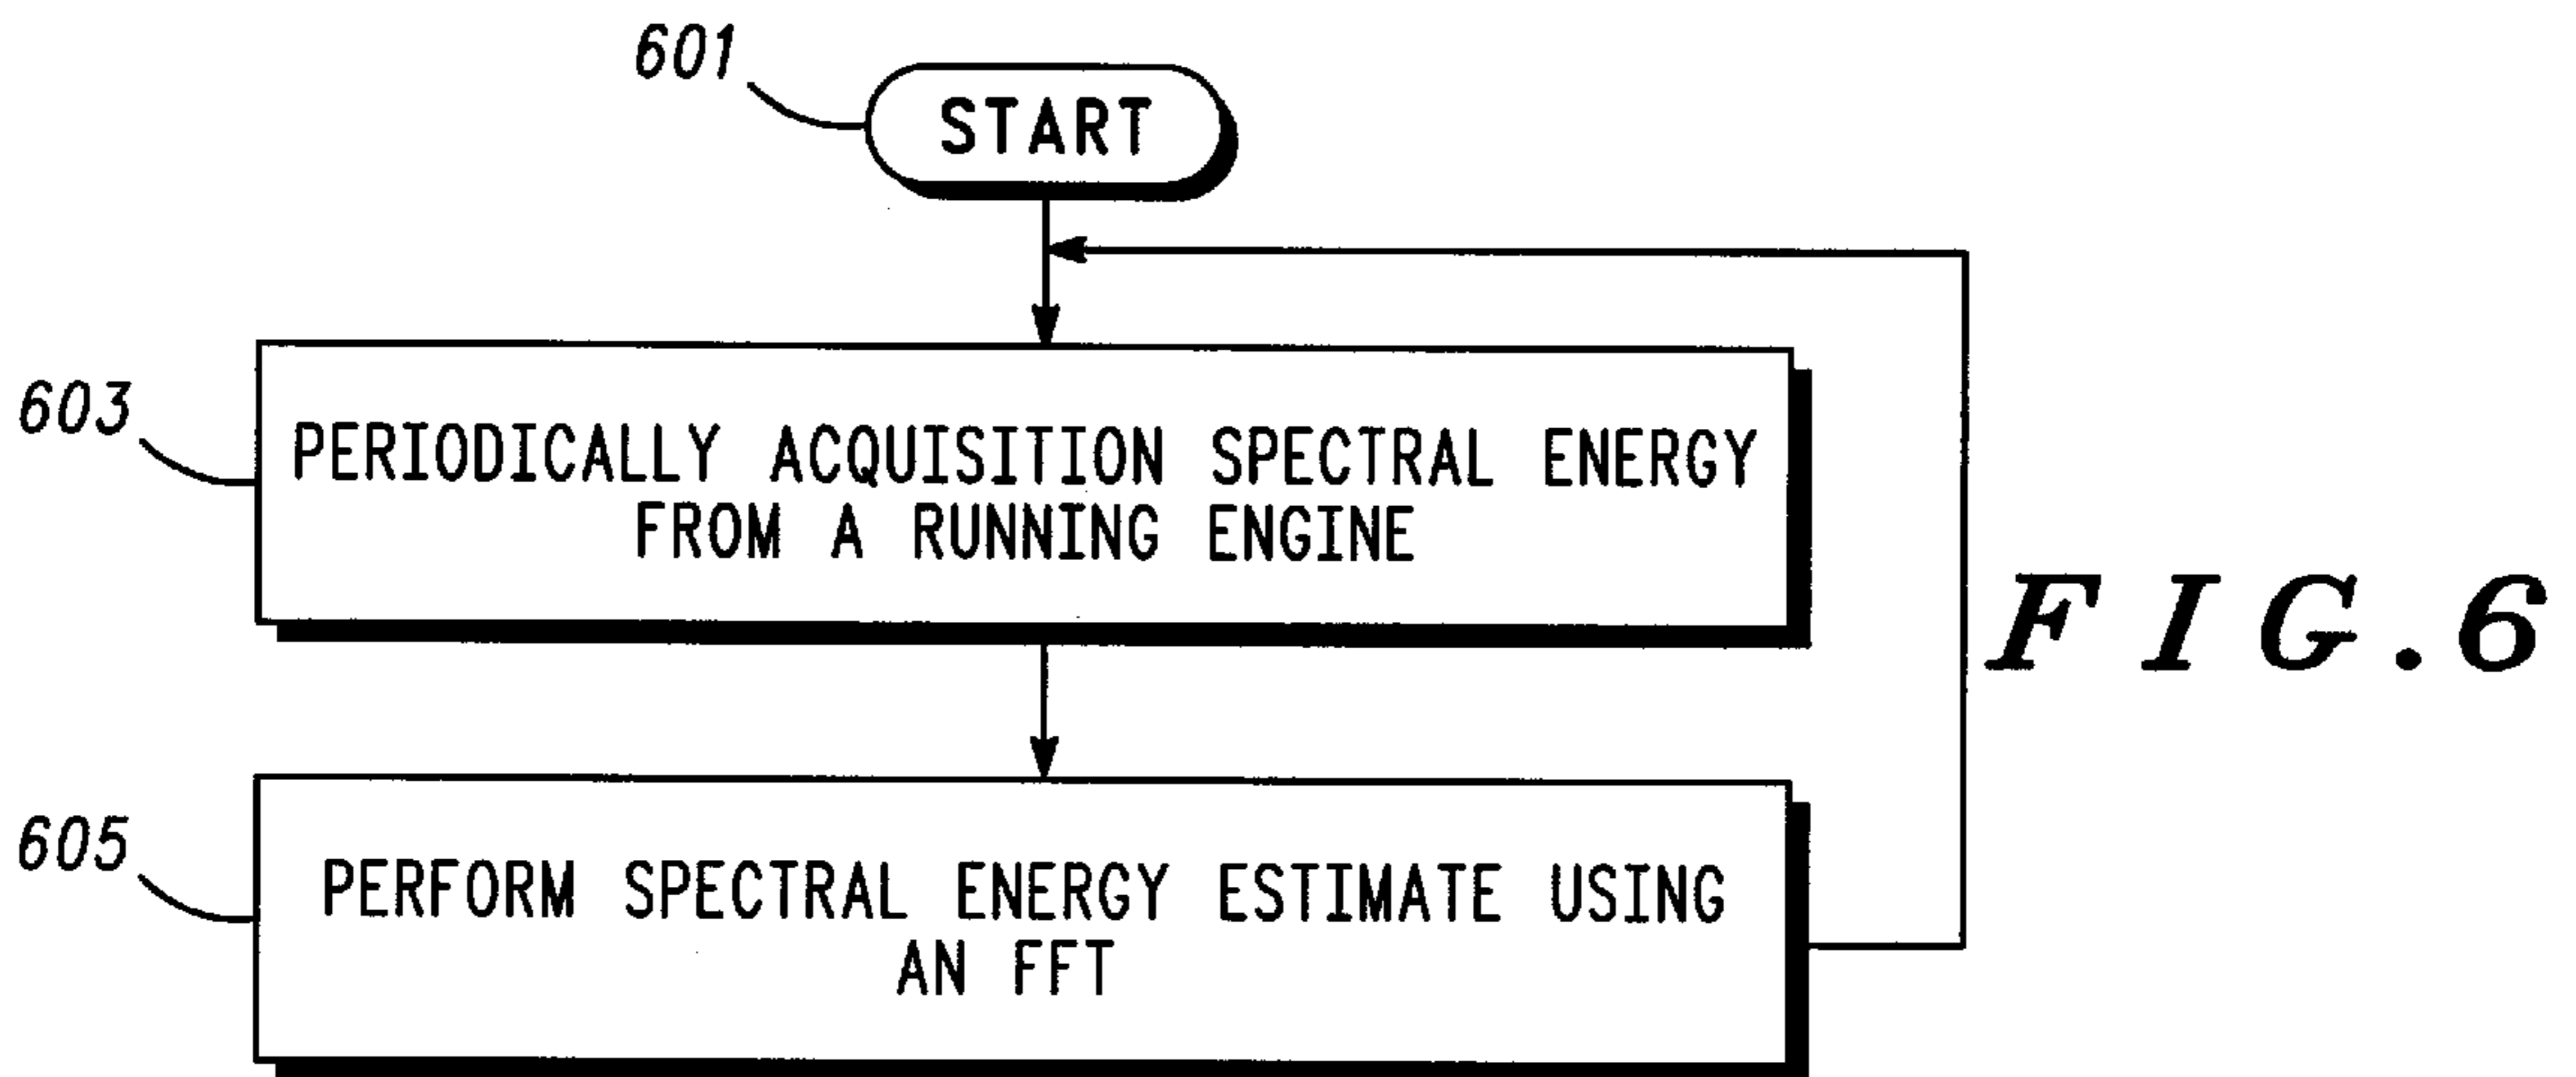 601
START
603
PERIODICALLY ACQUISITION SPECTRAL ENERGY
FROM A RUNNING ENGINE
FIG.6
605
PERFORM SPECTRAL ENERGY ESTIMATE USING
AN FFT